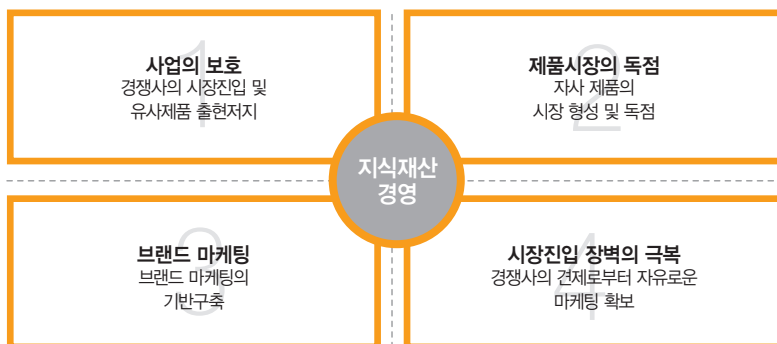 1
사업의 보호
경쟁사의 시장진입 및
유사제품 출현저지
2
제품시장의 독점
자사 제품의
시장 형성 및 독점
지식재산
경영
3
브랜드 마케팅
브랜드 마케팅의
기반구축
4
시장진입 장벽의 극복
경쟁사의 견제로부터 자유로운
마케팅 확보